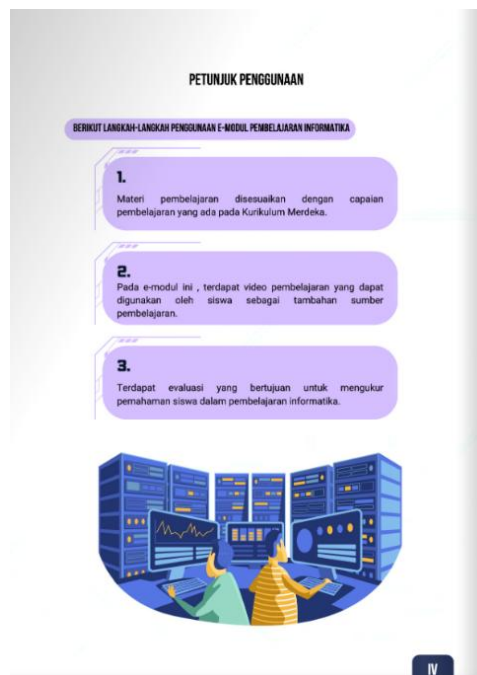 PETUNJUK PENGGUNAAN
BERIKUT LANGKAH-LANGKAH PENGGUNAAN E-MODUL PEMBELAJARAN INFORMATIKA
1.
Materi pembelajaran disesuaikan dengan capaian
pembelajaran yang ada pada Kurikulum Merdeka.
2.
Pada e-modul ini , terdapat video pembelajaran yang dapat
digunakan oleh siswa sebagai tambahan sumber
pembelajaran.
3.
Terdapat evaluasi yang bertujuan untuk mengukur
pemahaman siswa dalam pembelajaran informatika.
IV